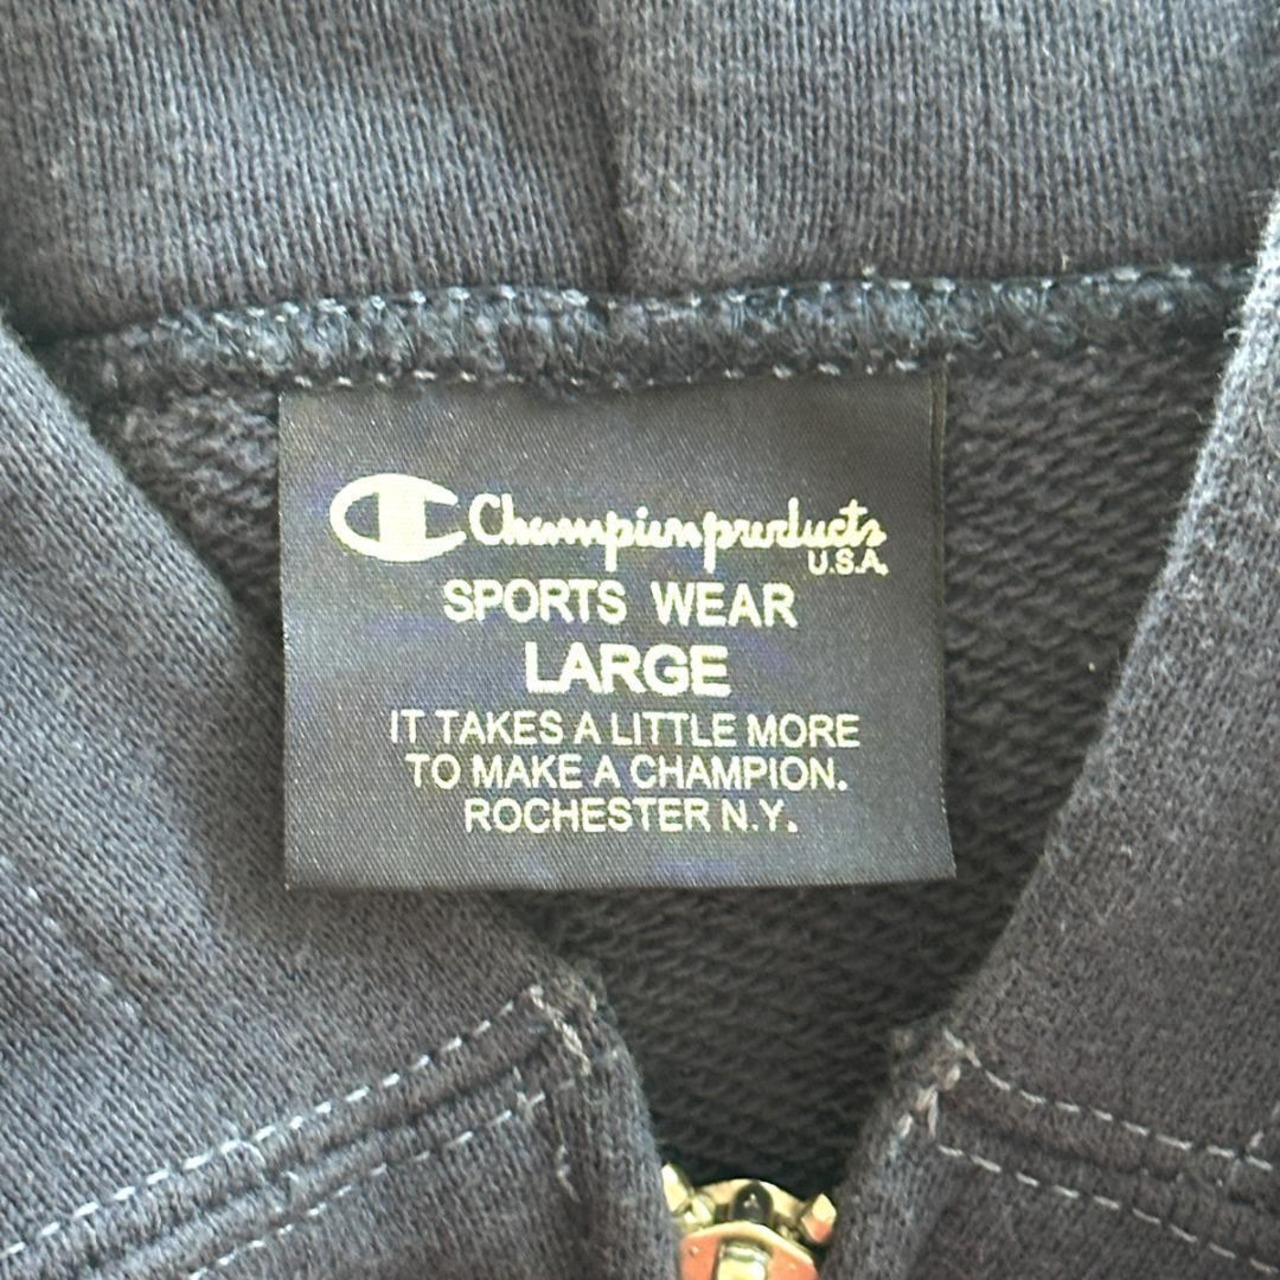 Championproducts
U.S.A.
SPORTS WEAR
LARGE
IT TAKES A LITTLE MORE
TO MAKE A CHAMPION.
ROCHESTER N.Y.